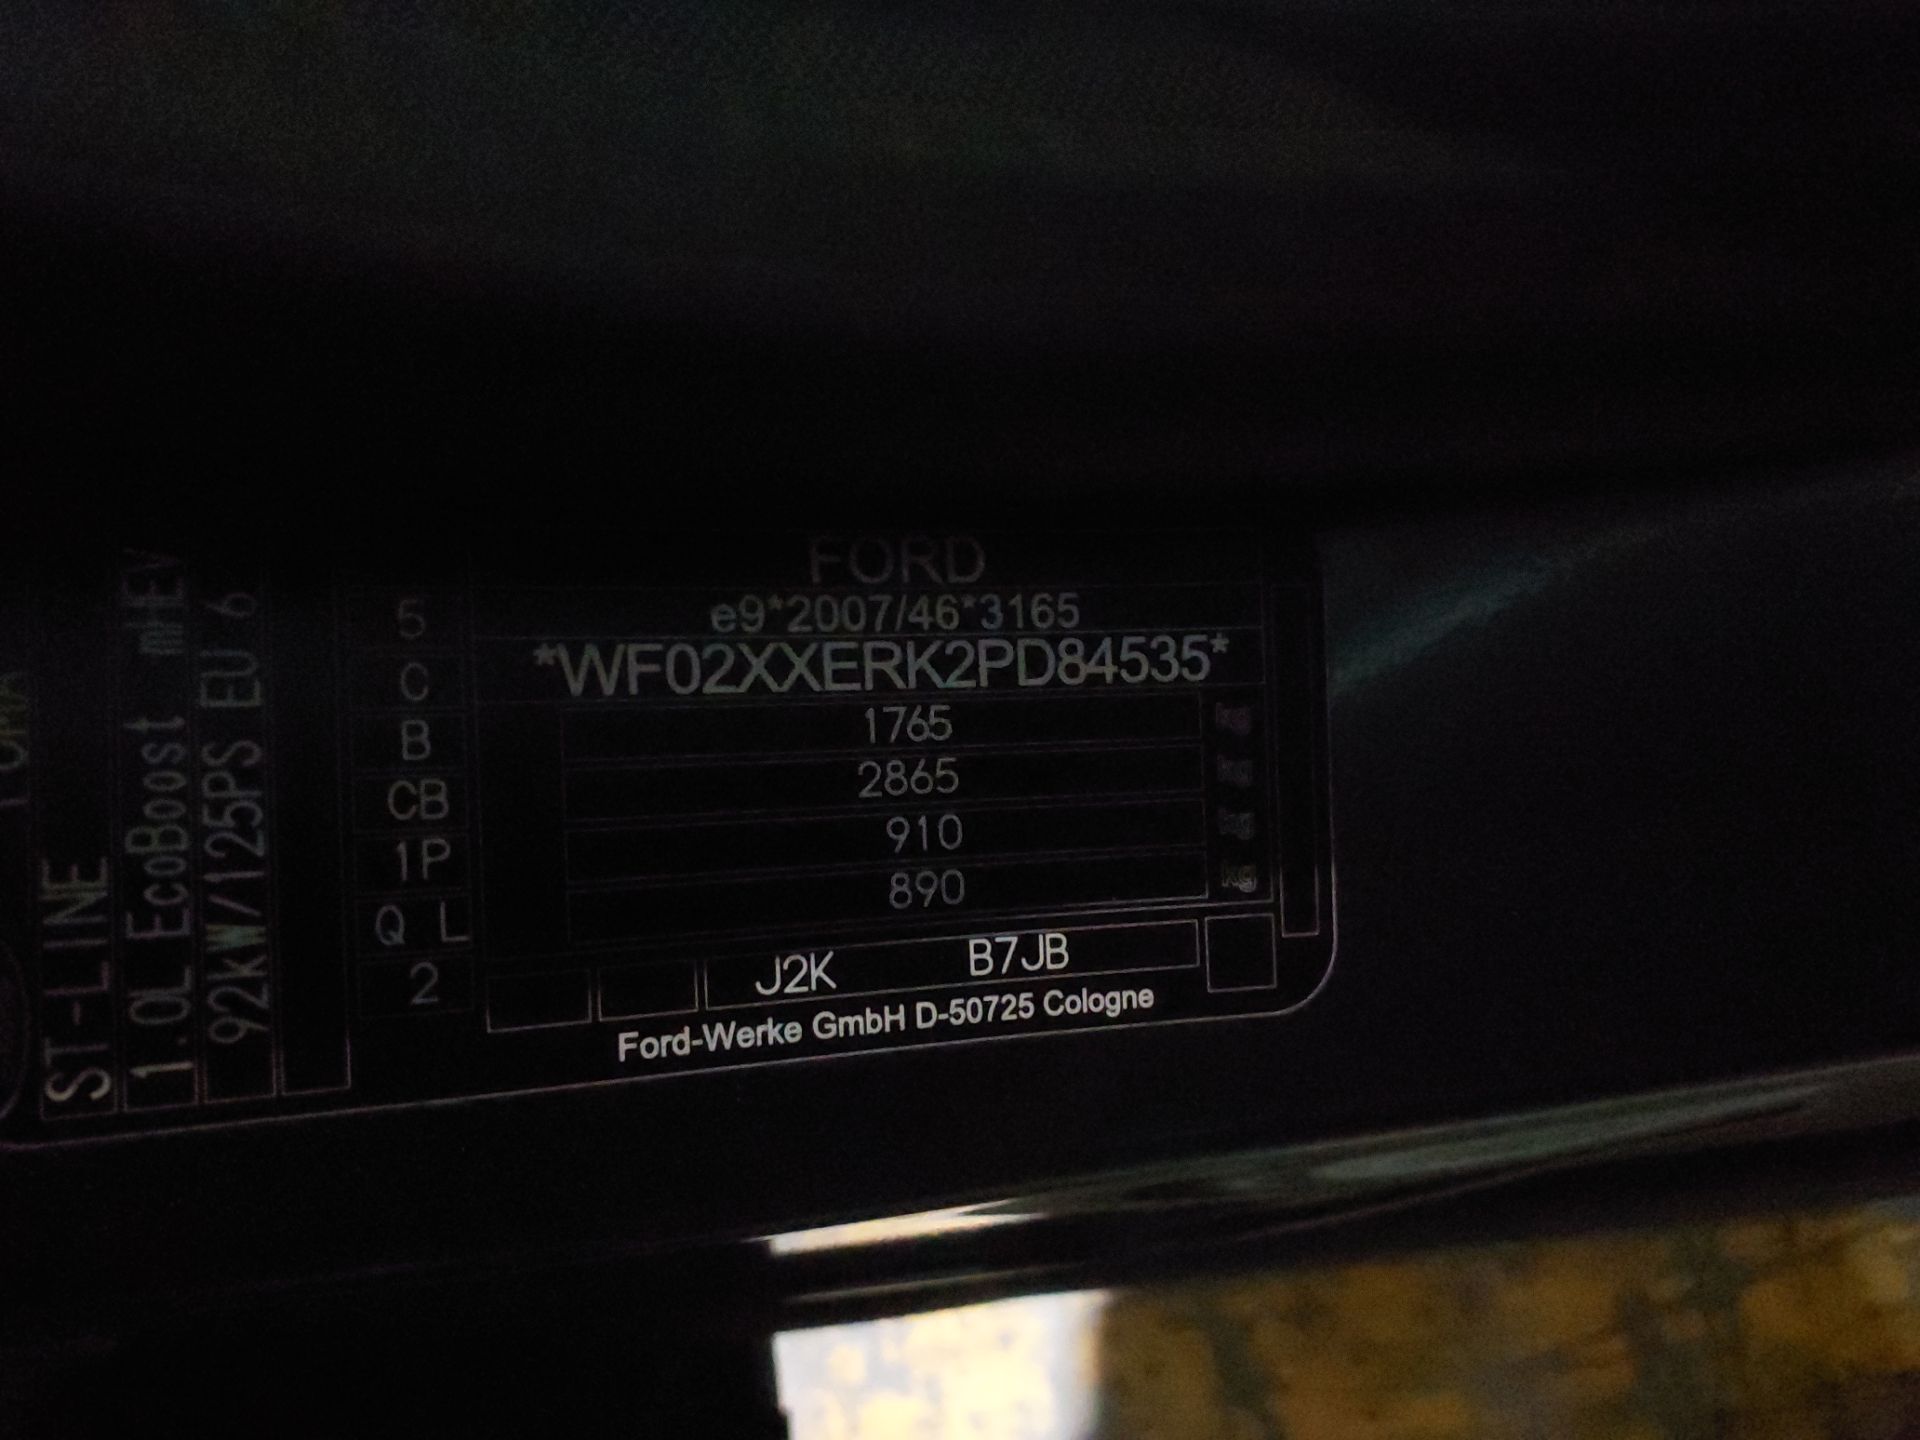 FORD
e9*2007/46*3165
*WF02XXERK2PD84535*
1765 kg
2865 kg
910 kg
890 kg
J2K B7JB
Ford-Werke GmbH D-50725 Cologne
5
C
B
CB
1P
Q L
2
ST-LINE
1.0L EcoBoost mHEV
92kW/125PS EU 6